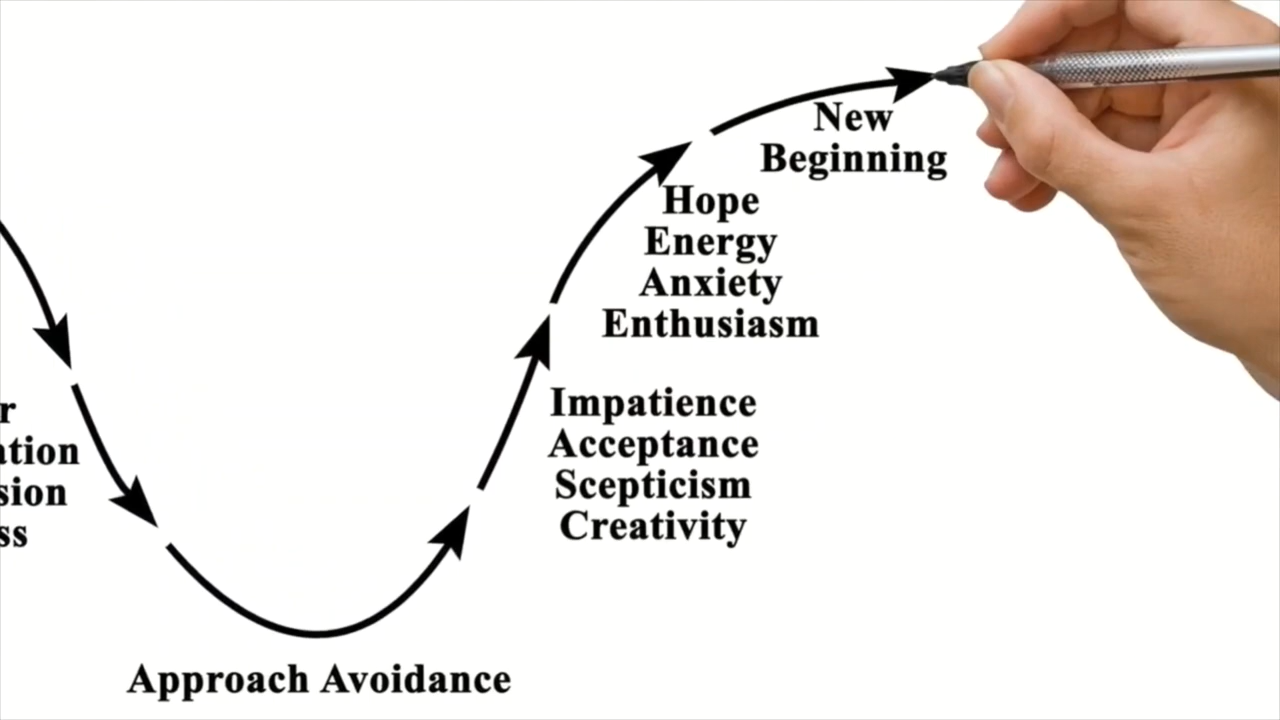 New
Beginning
Hope
Energy
Anxiety
Enthusiasm
Impatience
Acceptance
Scepticism
Creativity
Approach Avoidance